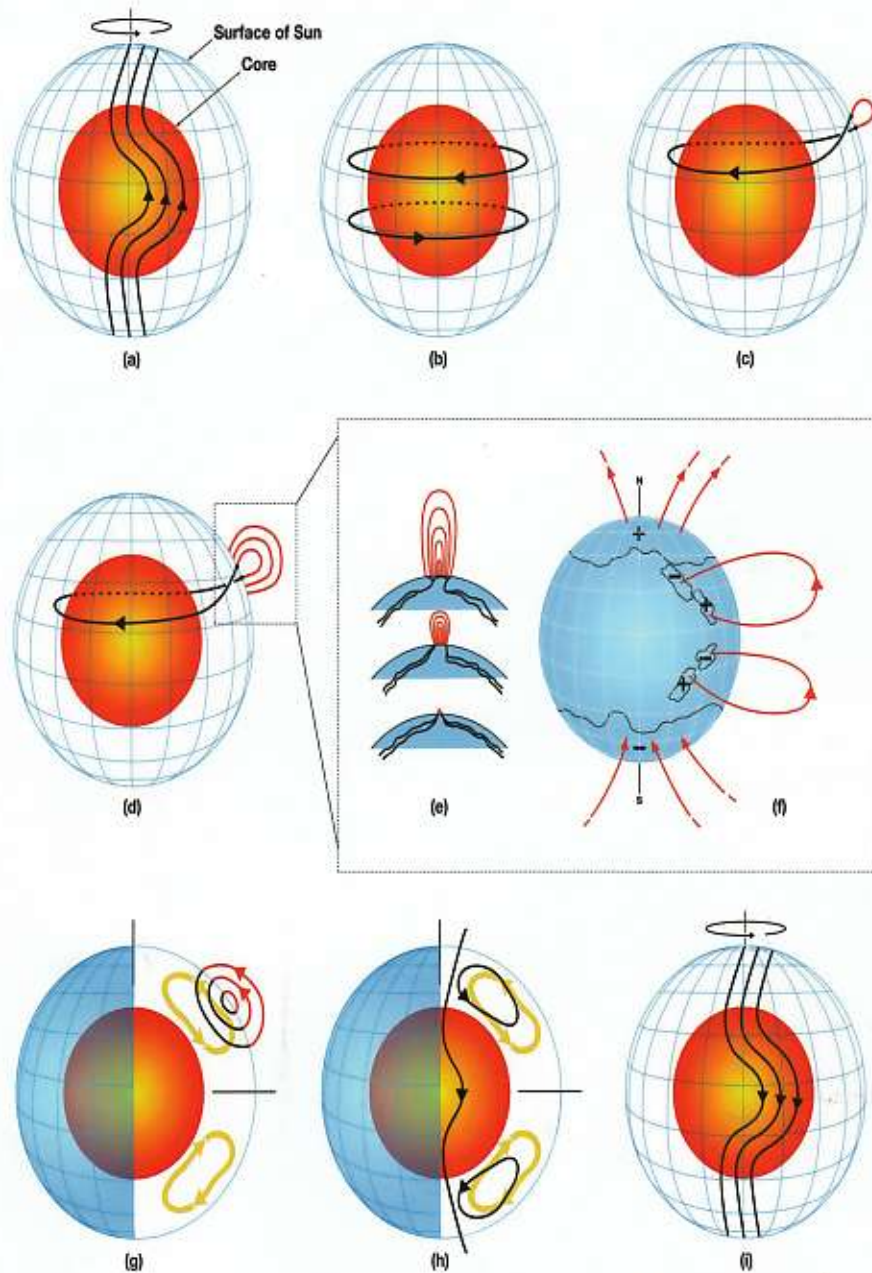 Surface of Sun
Core
(a)
(b)
(c)
N
+
-
+
-
+
-
S
(d)
(e)
(f)
(g)
(h)
(i)